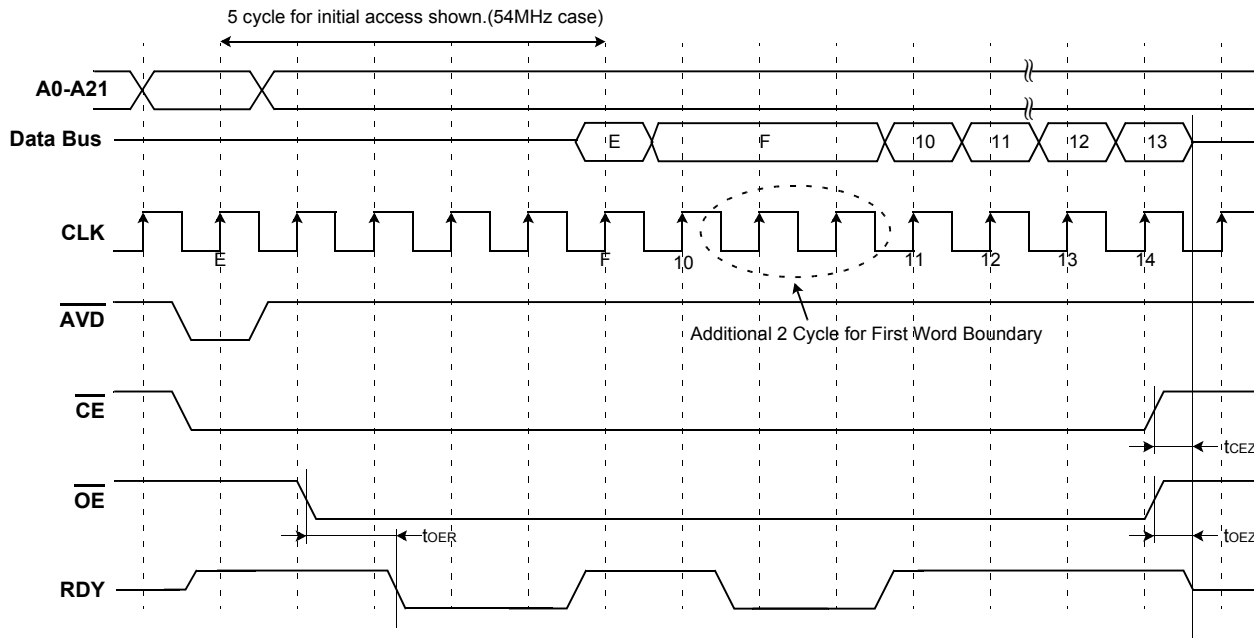 5 cycle for initial access shown.(54MHz case)
A0-A21
Data Bus
E F 10 11 12 13
CLK
E F 10 11 12 13 14
Additional 2 Cycle for First Word Boundary
AVD
CE
tCEZ
OE
tOER
tOEZ
RDY